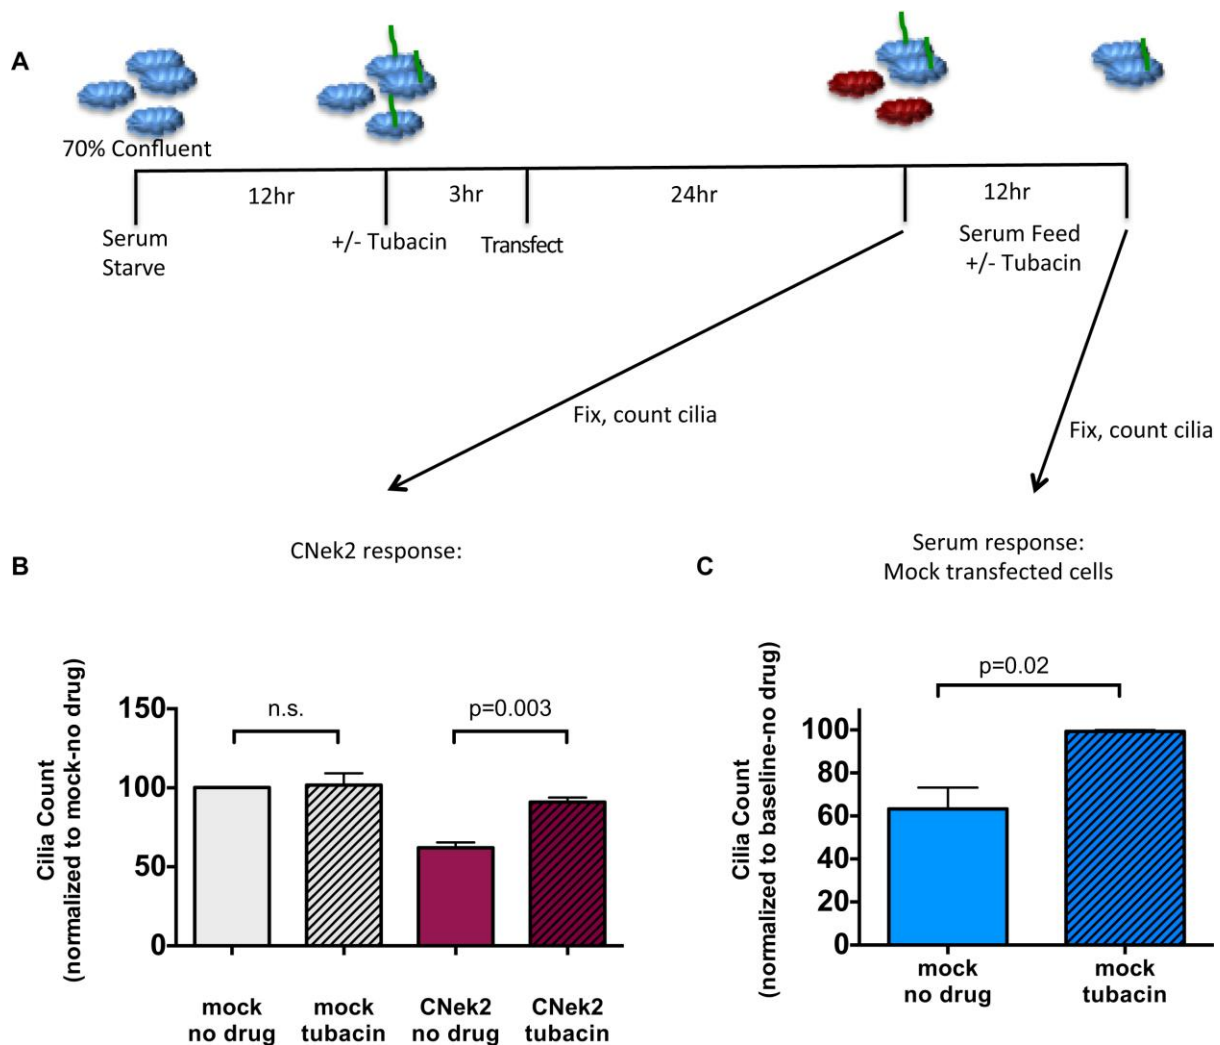 A
70% Confluent
12hr
3hr
24hr
12hr
Serum
Starve
+/- Tubacin
Transfect
Serum Feed
+/- Tubacin
Fix, count cilia
Fix, count cilia
B
CNek2 response:
C
Serum response:
Mock transfected cells
Cilia Count
(normalized to mock-no drug)
150
100
50
0
n.s.
p=0.003
mock
no drug
mock
tubacin
CNek2
no drug
CNek2
tubacin
Cilia Count
(normalized to baseline-no drug)
100
80
60
40
20
0
p=0.02
mock
no drug
mock
tubacin